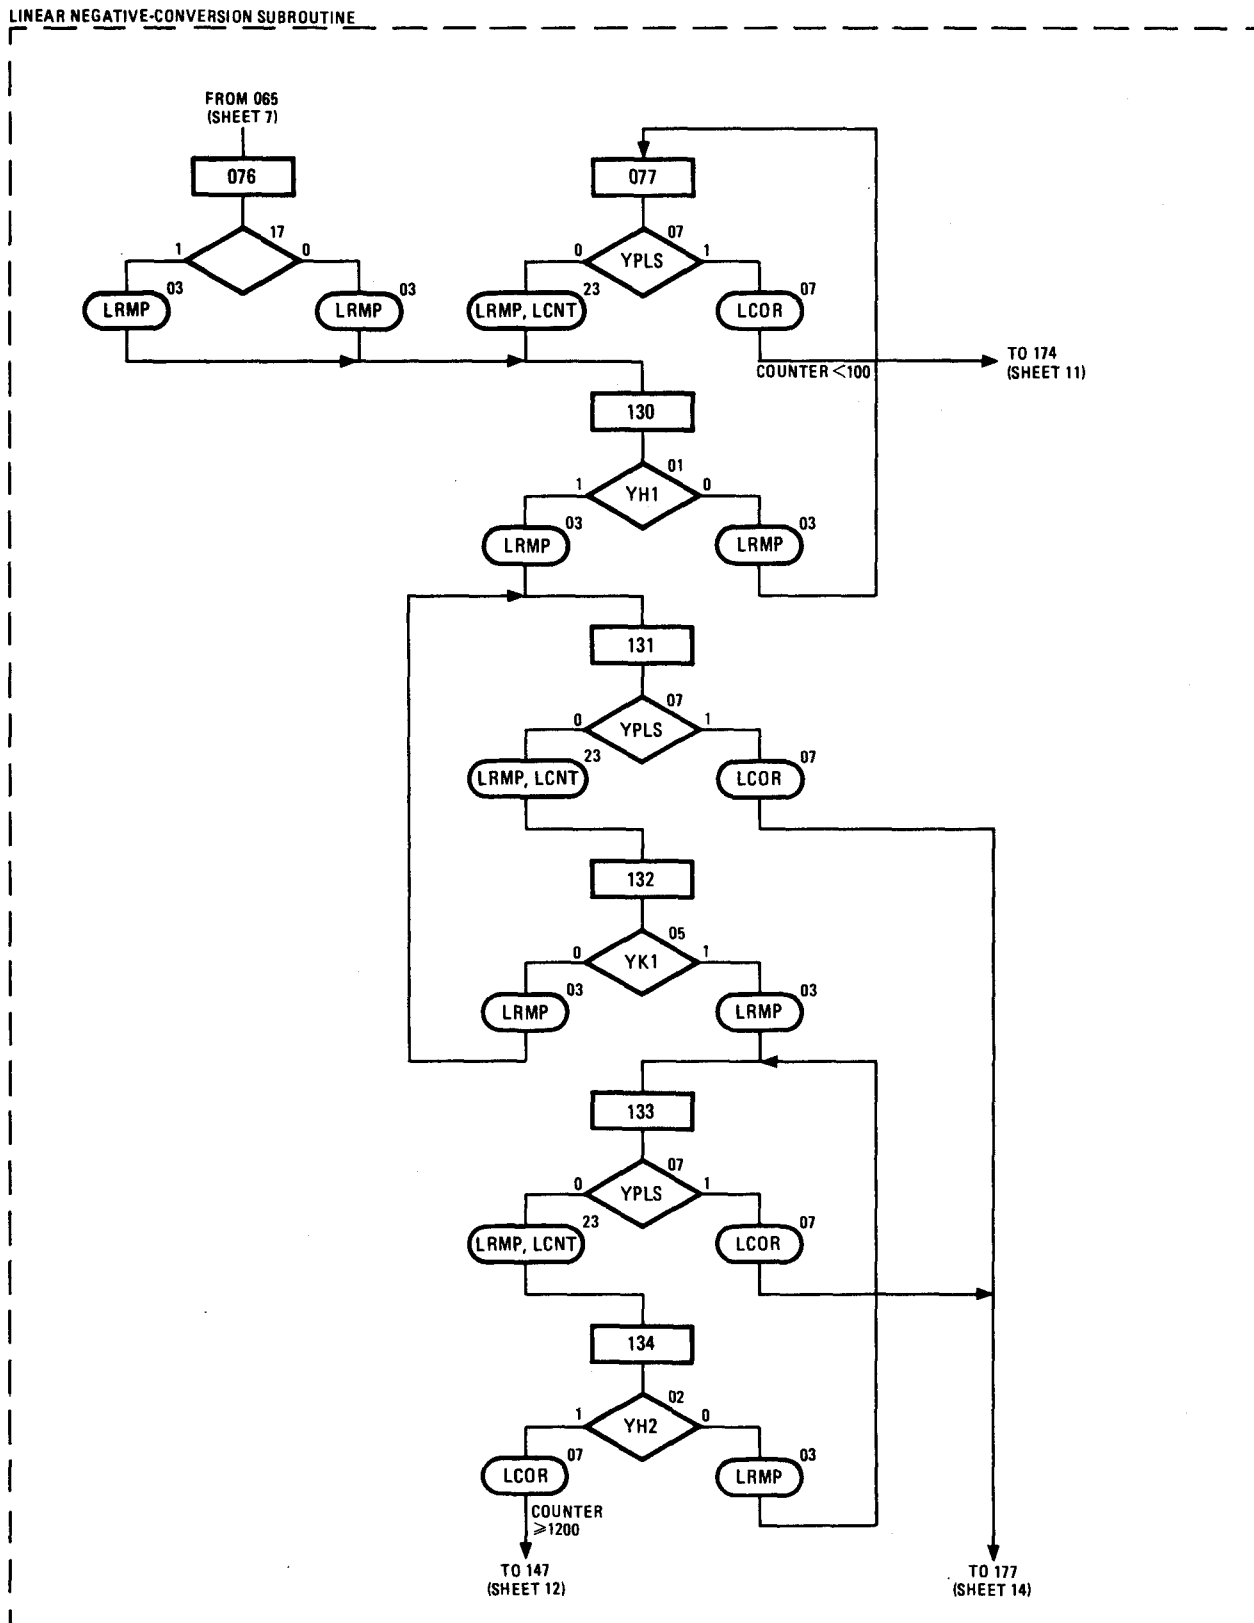 LINEAR NEGATIVE-CONVERSION SUBROUTINE
FROM 065
(SHEET 7)
076
077
17
1
0
07
0
YPLS
1
03
LRMP
03
LRMP
23
LRMP, LCNT
07
LCOR
COUNTER <100
TO 174
(SHEET 11)
130
01
1
YH1
0
03
LRMP
03
LRMP
131
07
0
YPLS
1
23
LRMP, LCNT
07
LCOR
132
05
0
YK1
1
03
LRMP
03
LRMP
133
07
0
YPLS
1
23
LRMP, LCNT
07
LCOR
134
02
1
YH2
0
07
LCOR
03
LRMP
COUNTER
⩾1200
TO 147
(SHEET 12)
TO 177
(SHEET 14)